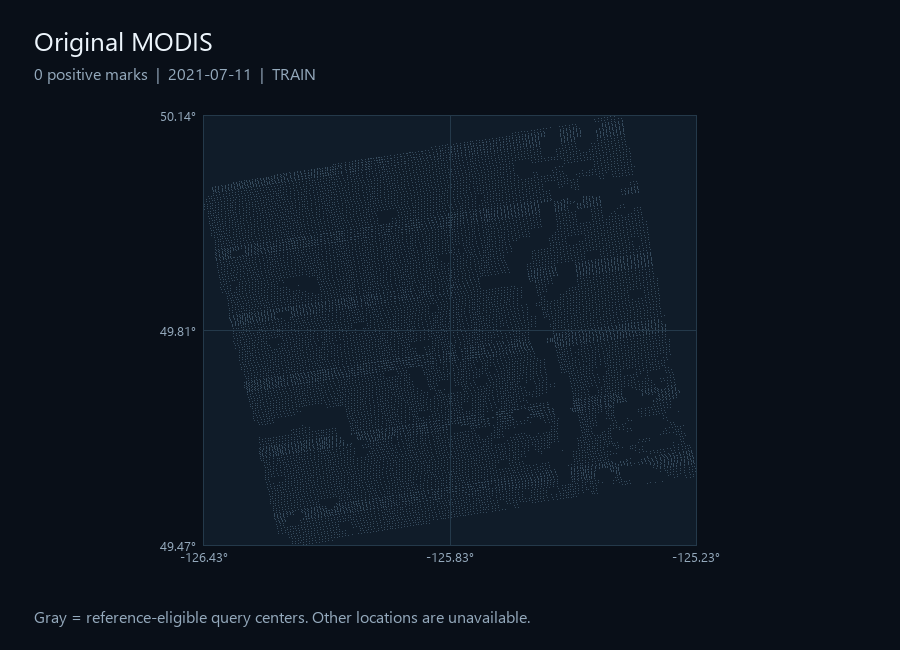 Original MODIS
0 positive marks | 2021-07-11 | TRAIN
50.14°
49.81°
49.47°
-126.43°
-125.83°
-125.23°
Gray = reference-eligible query centers. Other locations are unavailable.